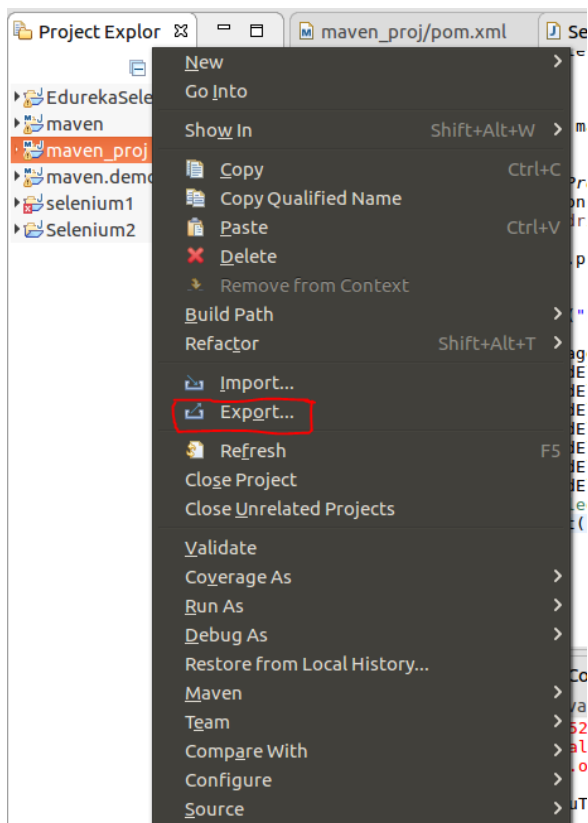 Project Explor
maven_proj/pom.xml
Se
EdurekaSele
maven
maven_proj
maven.demo
selenium1
Selenium2
New
Go Into
Show In Shift+Alt+W
Copy Ctrl+C
Copy Qualified Name
Paste Ctrl+V
Delete
Remove from Context
Build Path
Refactor Shift+Alt+T
Import...
Export...
Refresh F5
Close Project
Close Unrelated Projects
Validate
Coverage As
Run As
Debug As
Restore from Local History...
Maven
Team
Compare With
Configure
Source